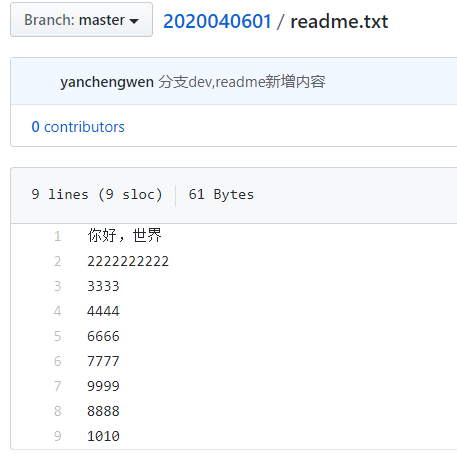 Branch: master
2020040601 / readme.txt
yanchengwen 分支dev,readme新增内容
0 contributors
9 lines (9 sloc) 61 Bytes
1 你好，世界
2 2222222222
3 3333
4 4444
5 6666
6 7777
7 9999
8 8888
9 1010